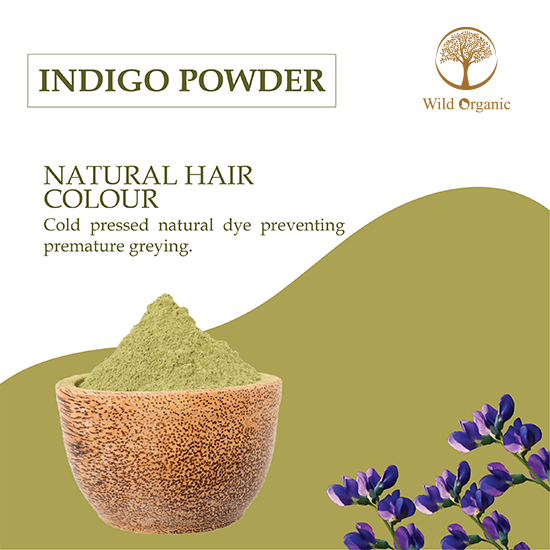 INDIGO POWDER
Wild Organic
NATURAL HAIR
COLOUR
Cold pressed natural dye preventing
premature greying.